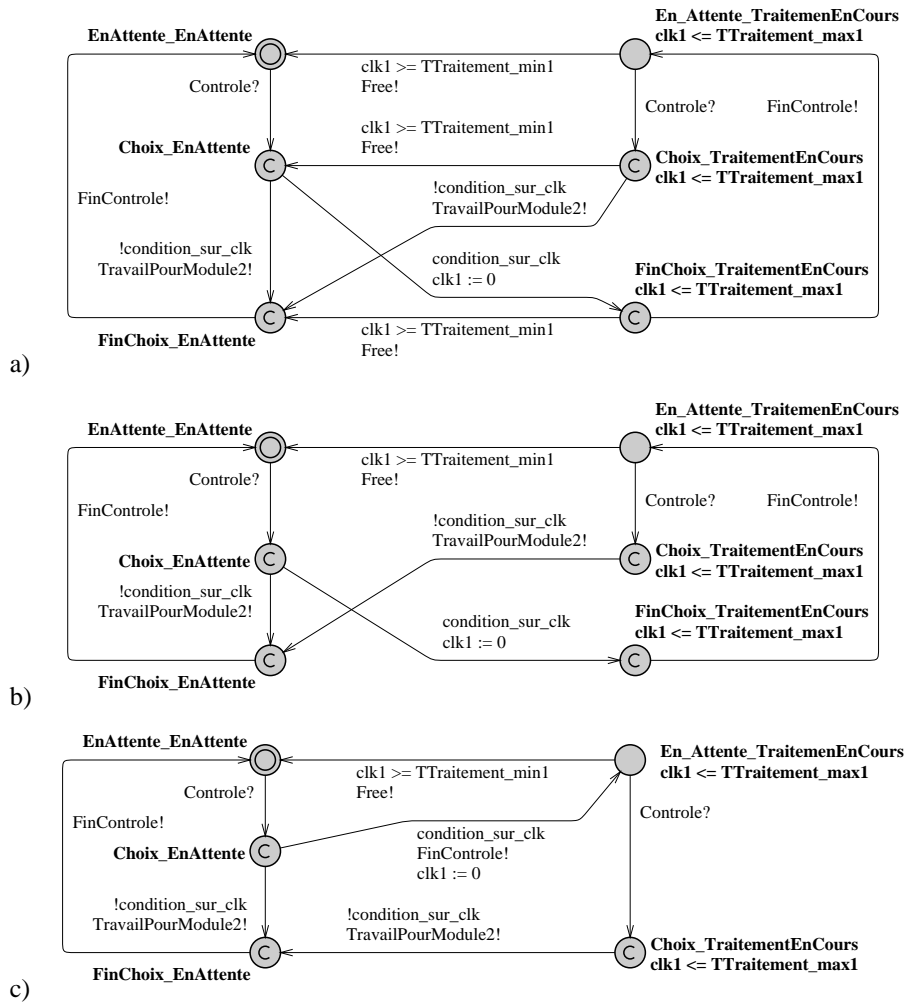 En_Attente_TraitemenEnCours
EnAttente_EnAttente
clk1 <= TTraitement_max1
clk1 >= TTraitement_min1
Free!
Controle?
Controle?
FinControle!
clk1 >= TTraitement_min1
Free!
Choix_EnAttente
C
C
Choix_TraitementEnCours
clk1 <= TTraitement_max1
FinControle!
!condition_sur_clk
TravailPourModule2!
!condition_sur_clk
TravailPourModule2!
condition_sur_clk
clk1 := 0
FinChoix_TraitementEnCours
clk1 <= TTraitement_max1
C
C
FinChoix_EnAttente
clk1 >= TTraitement_min1
Free!
a)
En_Attente_TraitemenEnCours
EnAttente_EnAttente
clk1 <= TTraitement_max1
clk1 >= TTraitement_min1
Free!
Controle?
Controle?
FinControle!
FinControle!
!condition_sur_clk
TravailPourModule2!
Choix_EnAttente
C
C
Choix_TraitementEnCours
clk1 <= TTraitement_max1
!condition_sur_clk
TravailPourModule2!
condition_sur_clk
clk1 := 0
FinChoix_TraitementEnCours
clk1 <= TTraitement_max1
C
C
FinChoix_EnAttente
b)
EnAttente_EnAttente
En_Attente_TraitemenEnCours
clk1 <= TTraitement_max1
clk1 >= TTraitement_min1
Free!
Controle?
Controle?
FinControle!
condition_sur_clk
FinControle!
clk1 := 0
Choix_EnAttente
C
!condition_sur_clk
TravailPourModule2!
!condition_sur_clk
TravailPourModule2!
C
C
Choix_TraitementEnCours
clk1 <= TTraitement_max1
FinChoix_EnAttente
c)